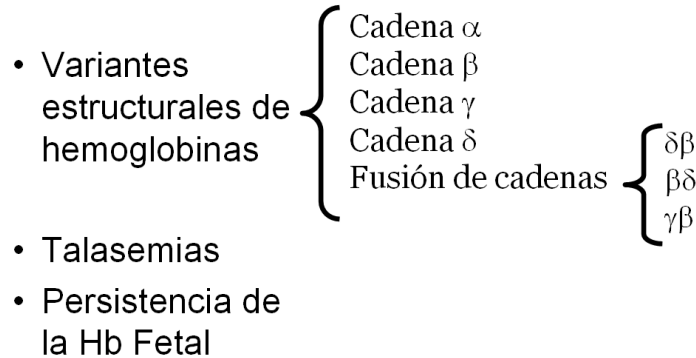 • Variantes
estructurales de
hemoglobinas
Cadena α
Cadena β
Cadena γ
Cadena δ
Fusión de cadenas
δβ
βδ
γβ
• Talasemias
• Persistencia de
la Hb Fetal